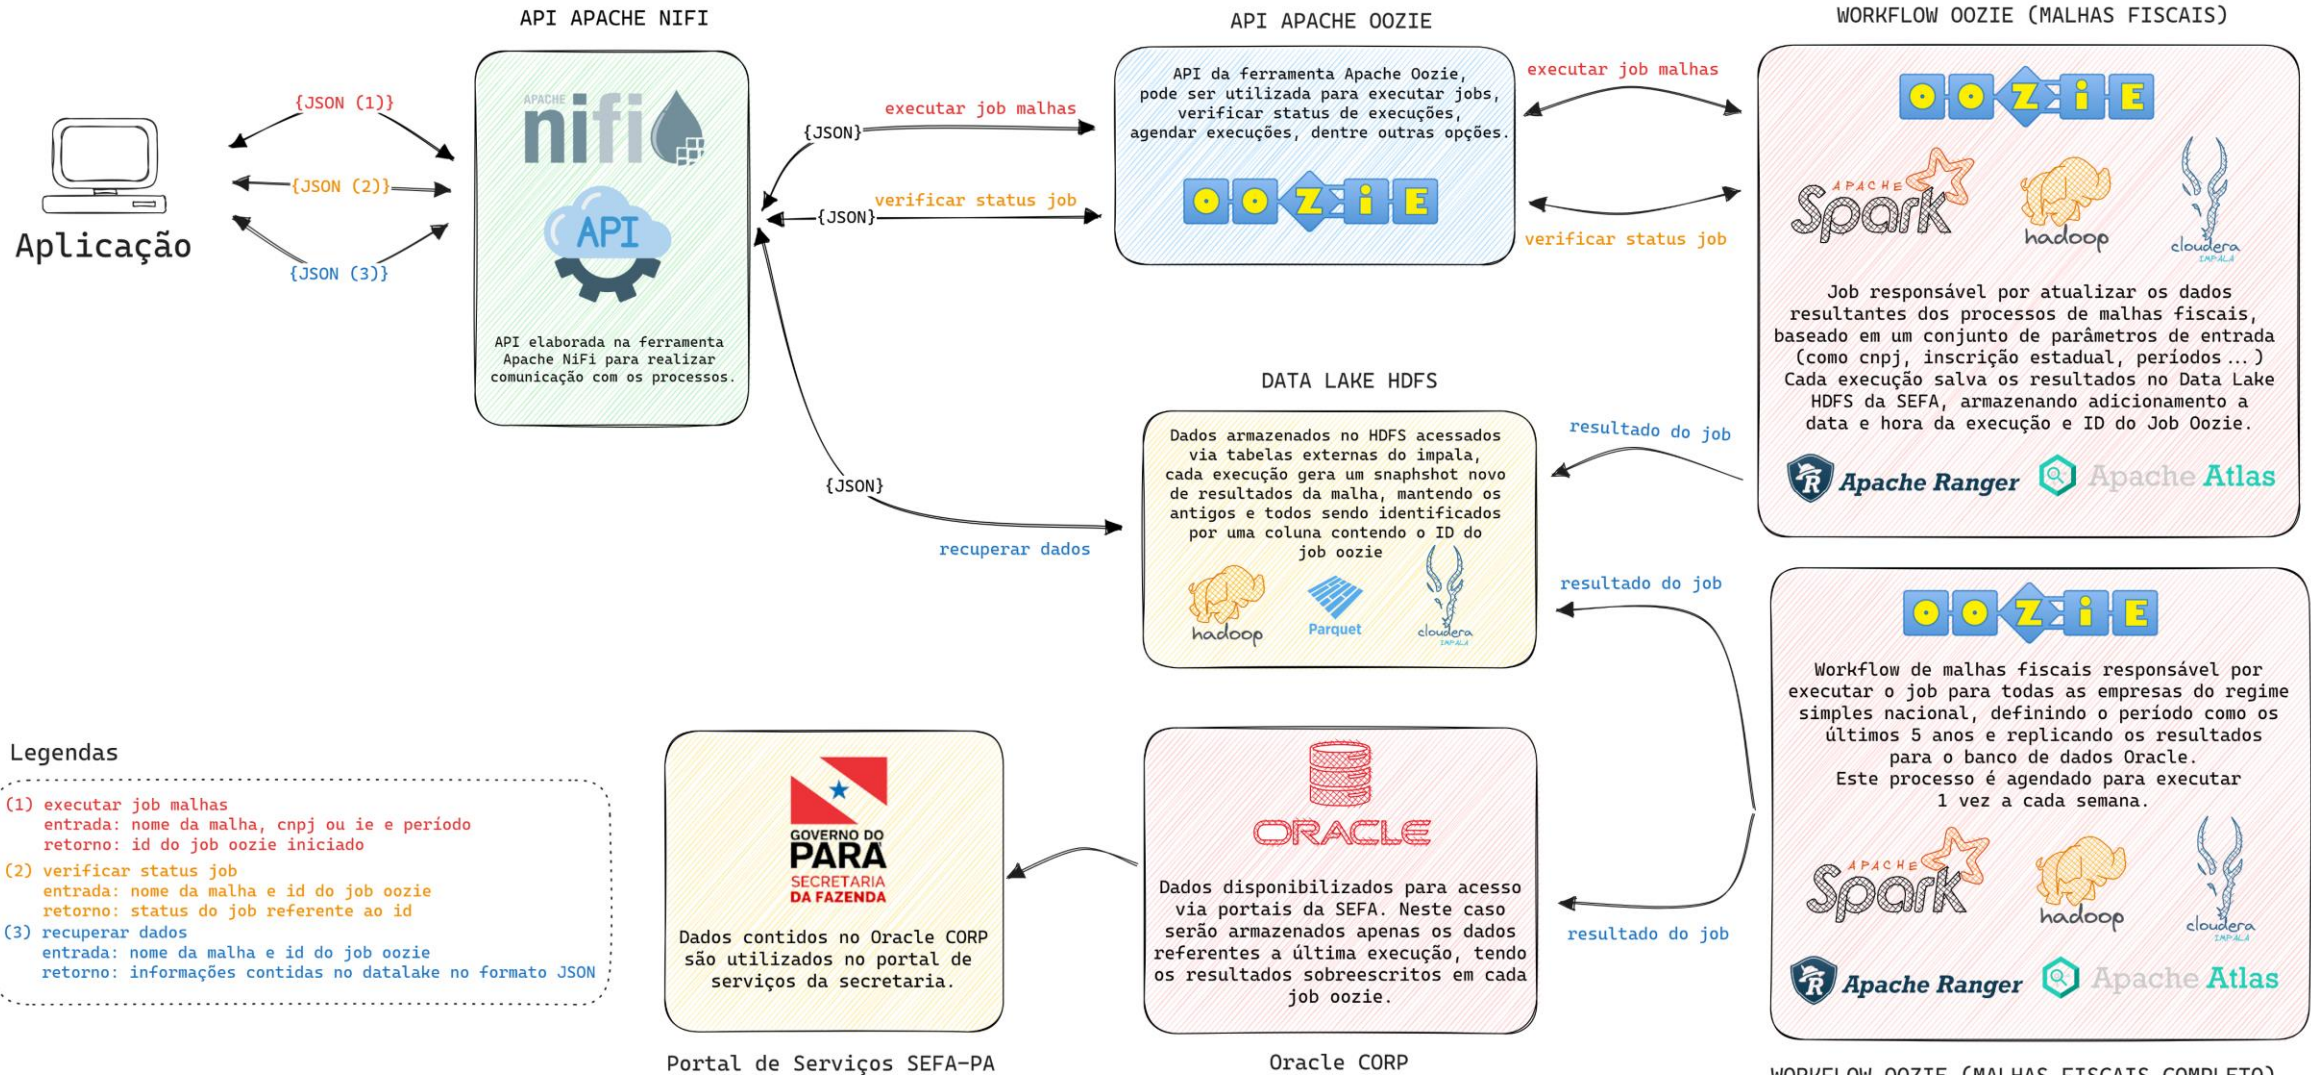 API APACHE NIFI
APACHE
nifi
API
API elaborada na ferramenta
Apache NiFi para realizar
comunicação com os processos.
{JSON (1)}
{JSON (2)}
{JSON (3)}
Aplicação
executar job malhas
{JSON}
verificar status job
{JSON}
{JSON}
recuperar dados
API APACHE OOZIE
API da ferramenta Apache Oozie,
pode ser utilizada para executar jobs,
verificar status de execuções,
agendar execuções, dentre outras opções.
OOZiE
executar job malhas
verificar status job
WORKFLOW OOZIE (MALHAS FISCAIS)
OOZiE
APACHE
Spark
hadoop
cloudera
IMPALA
Job responsável por atualizar os dados
resultantes dos processos de malhas fiscais,
baseado em um conjunto de parâmetros de entrada
(como cnpj, inscrição estadual, períodos...)
Cada execução salva os resultados no Data Lake
HDFS da SEFA, armazenando adicionamento a
data e hora da execução e ID do Job Oozie.
R Apache Ranger
Apache Atlas
DATA LAKE HDFS
Dados armazenados no HDFS acessados
via tabelas externas do impala,
cada execução gera um snaphshot novo
de resultados da malha, mantendo os
antigos e todos sendo identificados
por uma coluna contendo o ID do
job oozie
hadoop
Parquet
cloudera
IMPALA
resultado do job
resultado do job
resultado do job
OOZiE
Workflow de malhas fiscais responsável por
executar o job para todas as empresas do regime
simples nacional, definindo o período como os
últimos 5 anos e replicando os resultados
para o banco de dados Oracle.
Este processo é agendado para executar
1 vez a cada semana.
APACHE
Spark
hadoop
cloudera
IMPALA
R Apache Ranger
Apache Atlas
WORKFLOW OOZIE (MALHAS FISCAIS COMPLETO)
ORACLE
Dados disponibilizados para acesso
via portais da SEFA. Neste caso
serão armazenados apenas os dados
referentes a última execução, tendo
os resultados sobreescritos em cada
job oozie.
Oracle CORP
GOVERNO DO
PARÁ
SECRETARIA
DA FAZENDA
Dados contidos no Oracle CORP
são utilizados no portal de
serviços da secretaria.
Portal de Serviços SEFA-PA
Legendas
(1) executar job malhas
entrada: nome da malha, cnpj ou ie e período
retorno: id do job oozie iniciado
(2) verificar status job
entrada: nome da malha e id do job oozie
retorno: status do job referente ao id
(3) recuperar dados
entrada: nome da malha e id do job oozie
retorno: informações contidas no datalake no formato JSON